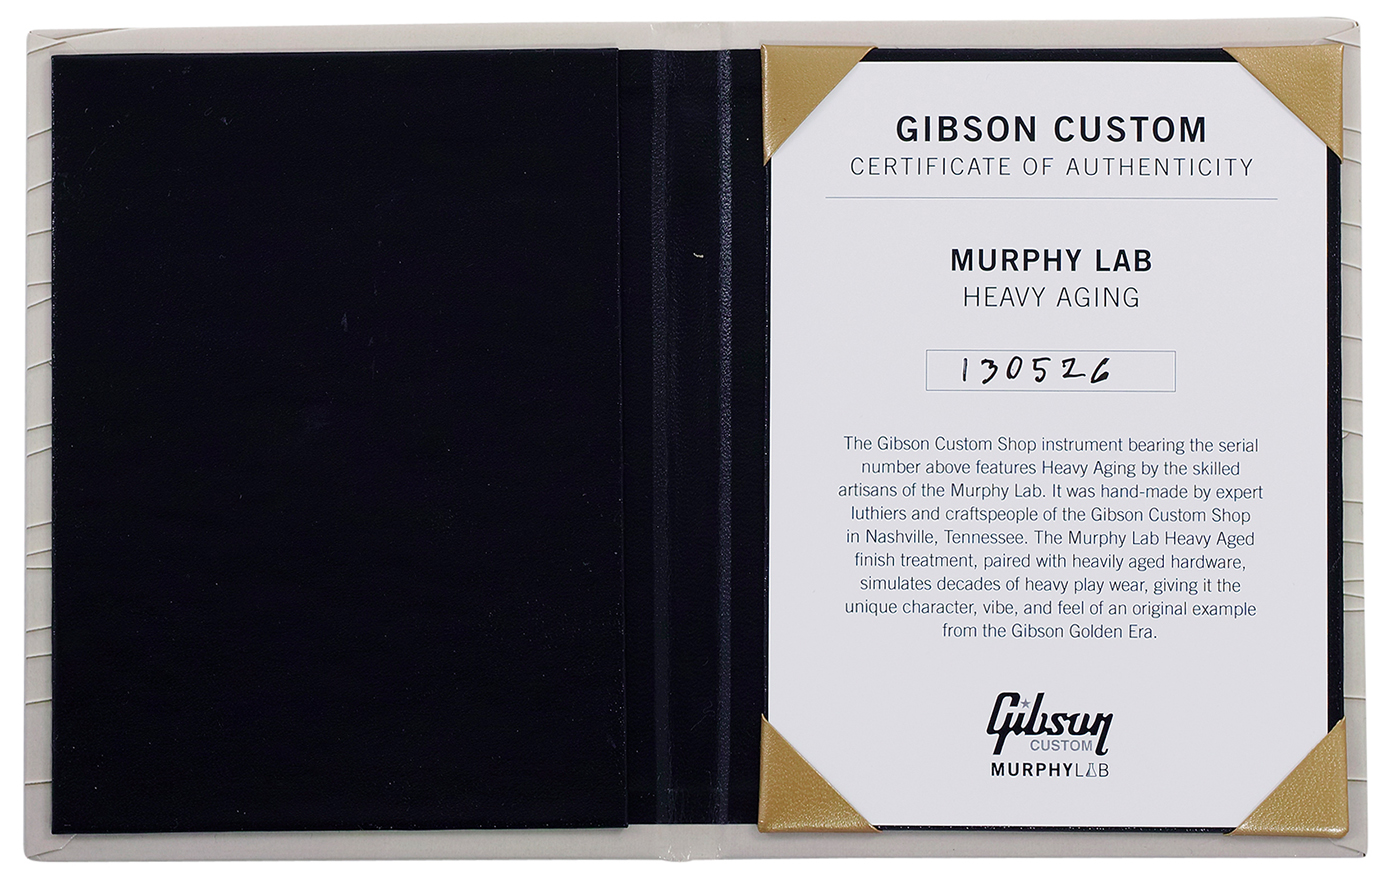 GIBSON CUSTOM
CERTIFICATE OF AUTHENTICITY
MURPHY LAB
HEAVY AGING
130526
The Gibson Custom Shop instrument bearing the serial
number above features Heavy Aging by the skilled
artisans of the Murphy Lab. It was hand-made by expert
luthiers and craftspeople of the Gibson Custom Shop
in Nashville, Tennessee. The Murphy Lab Heavy Aged
finish treatment, paired with heavily aged hardware,
simulates decades of heavy play wear, giving it the
unique character, vibe, and feel of an original example
from the Gibson Golden Era.
Gibson
CUSTOM
MURPHYLAB